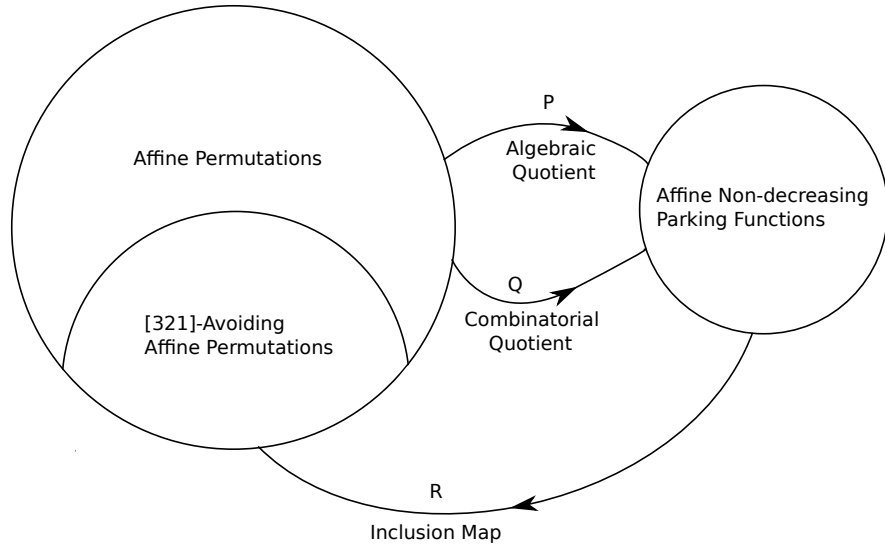 P
Algebraic
Quotient
Affine Permutations
Affine Non-decreasing
Parking Functions
Q
Combinatorial
Quotient
[321]-Avoiding
Affine Permutations
R
Inclusion Map